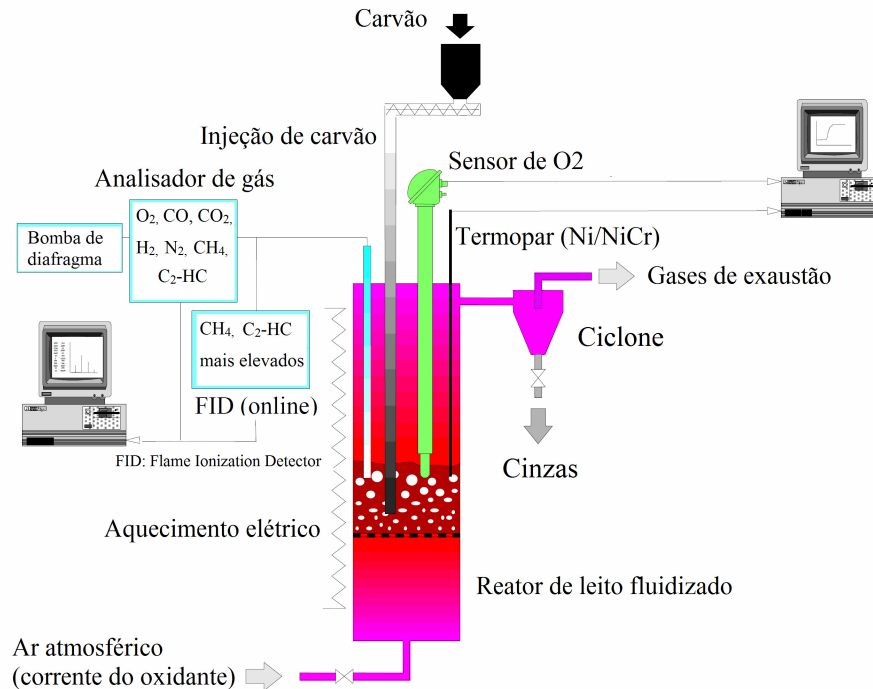 Carvão
Injeção de carvão
Sensor de O2
Analisador de gás
O₂, CO, CO₂,
H₂, N₂, CH₄,
C₂-HC
Bomba de
diafragma
Termopar (Ni/NiCr)
Gases de exaustão
CH₄, C₂-HC
mais elevados
Ciclone
FID (online)
FID: Flame Ionization Detector
Cinzas
Aquecimento elétrico
Reator de leito fluidizado
Ar atmosférico
(corrente do oxidante)